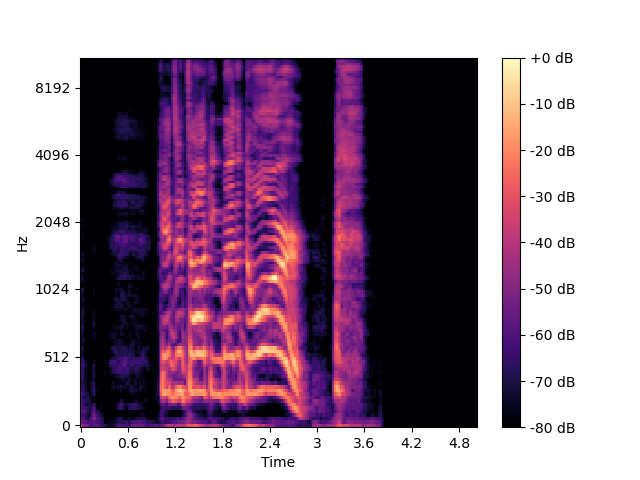 +0 dB
8192
-10 dB
4096
-20 dB
-30 dB
2048
-40 dB
Hz
1024
-50 dB
-60 dB
512
-70 dB
0
-80 dB
0 0.6 1.2 1.8 2.4 3 3.6 4.2 4.8
Time